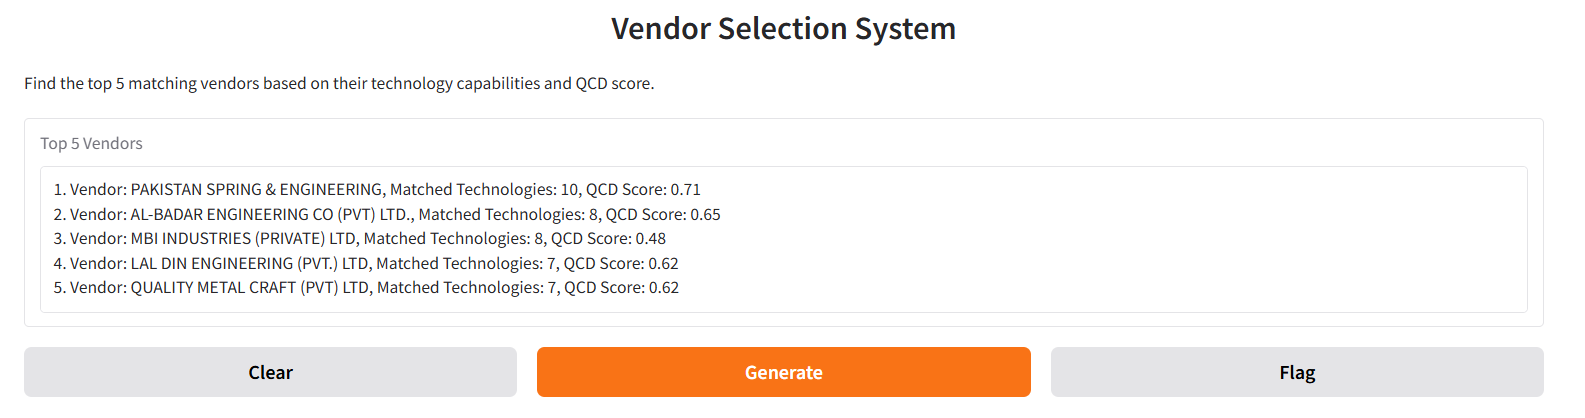 Vendor Selection System
Find the top 5 matching vendors based on their technology capabilities and QCD score.
Top 5 Vendors
1. Vendor: PAKISTAN SPRING & ENGINEERING, Matched Technologies: 10, QCD Score: 0.71
2. Vendor: AL-BADAR ENGINEERING CO (PVT) LTD., Matched Technologies: 8, QCD Score: 0.65
3. Vendor: MBI INDUSTRIES (PRIVATE) LTD, Matched Technologies: 8, QCD Score: 0.48
4. Vendor: LAL DIN ENGINEERING (PVT.) LTD, Matched Technologies: 7, QCD Score: 0.62
5. Vendor: QUALITY METAL CRAFT (PVT) LTD, Matched Technologies: 7, QCD Score: 0.62
Clear
Generate
Flag